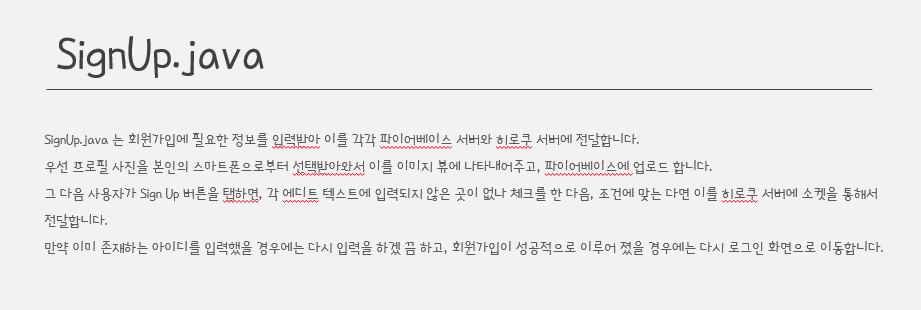 SignUp.java
SignUp.java 는 회원가입에 필요한 정보를 입력받아 이를 각각 파이어베이스 서버와 히로쿠 서버에 전달합니다.
우선 프로필 사진을 본인의 스마트폰으로부터 선택받아와서 이를 이미지 뷰에 나타내어주고, 파이어베이스에 업로드 합니다.
그 다음 사용자가 Sign Up 버튼을 탭하면, 각 에디트 텍스트에 입력되지 않은 곳이 없나 체크를 한 다음, 조건에 맞는 다면 이를 히로쿠 서버에 소켓을 통해서
전달합니다.
만약 이미 존재하는 아이디를 입력했을 경우에는 다시 입력을 하겠 끔 하고, 회원가입이 성공적으로 이루어 졌을 경우에는 다시 로그인 화면으로 이동합니다.